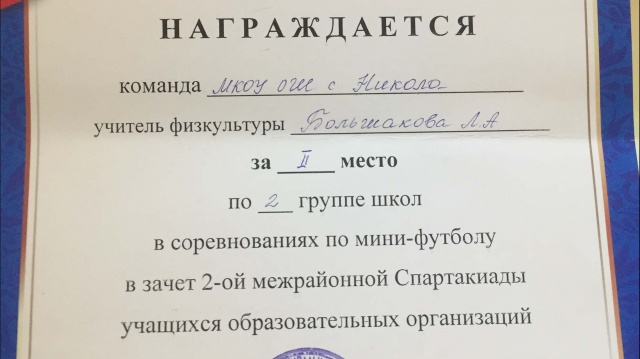 НАГРАЖДАЕТСЯ
команда МКОУ ОШ с Никола
учитель физкультуры Большакова Л.А
за II место
по 2 группе школ
в соревнованиях по мини-футболу
в зачет 2-ой межрайонной Спартакиады
учащихся образовательных организаций